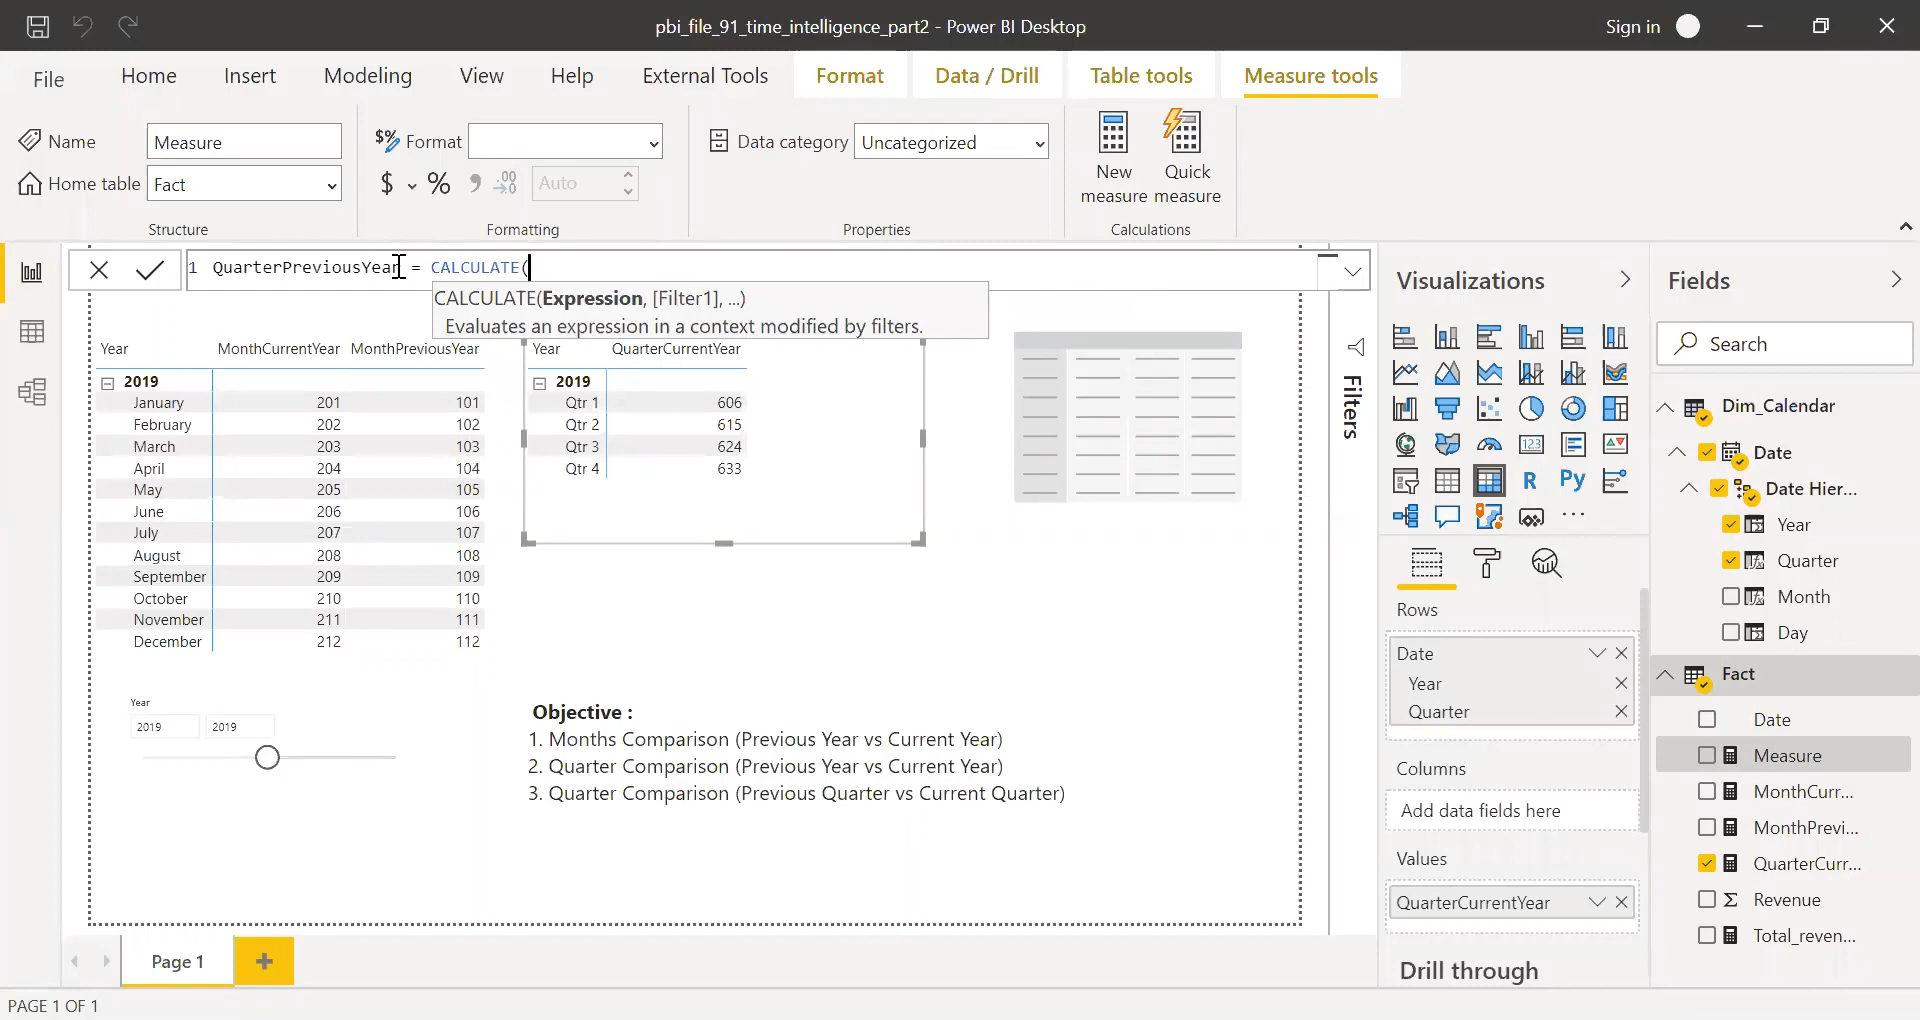 pbi_file_91_time_intelligence_part2 - Power BI Desktop
Sign in
File
Home
Insert
Modeling
View
Help
External Tools
Format
Data / Drill
Table tools
Measure tools
Name
Measure
Home table
Fact
Structure
$% Format
$ % 9 .00 Auto
Formatting
Data category
Uncategorized
Properties
New measure
Quick measure
Calculations
1 QuarterPreviousYear = CALCULATE(
CALCULATE(Expression, [Filter1], ...)
Evaluates an expression in a context modified by filters.
Year MonthCurrentYear MonthPreviousYear
2019
January 201 101
February 202 102
March 203 103
April 204 104
May 205 105
June 206 106
July 207 107
August 208 108
September 209 109
October 210 110
November 211 111
December 212 112
Year QuarterCurrentYear
2019
Qtr 1 606
Qtr 2 615
Qtr 3 624
Qtr 4 633
Year
2019 2019
Objective :
1. Months Comparison (Previous Year vs Current Year)
2. Quarter Comparison (Previous Year vs Current Year)
3. Quarter Comparison (Previous Quarter vs Current Quarter)
Filters
Visualizations
123
R Py
...
Rows
Date
Year
Quarter
Columns
Add data fields here
Values
QuarterCurrentYear
Drill through
Fields
Search
Dim_Calendar
Date
Date Hier...
Year
Quarter
Month
Day
Fact
Date
Measure
MonthCurr...
MonthPrevi...
QuarterCurr...
Σ Revenue
Total_reven...
Page 1
PAGE 1 OF 1